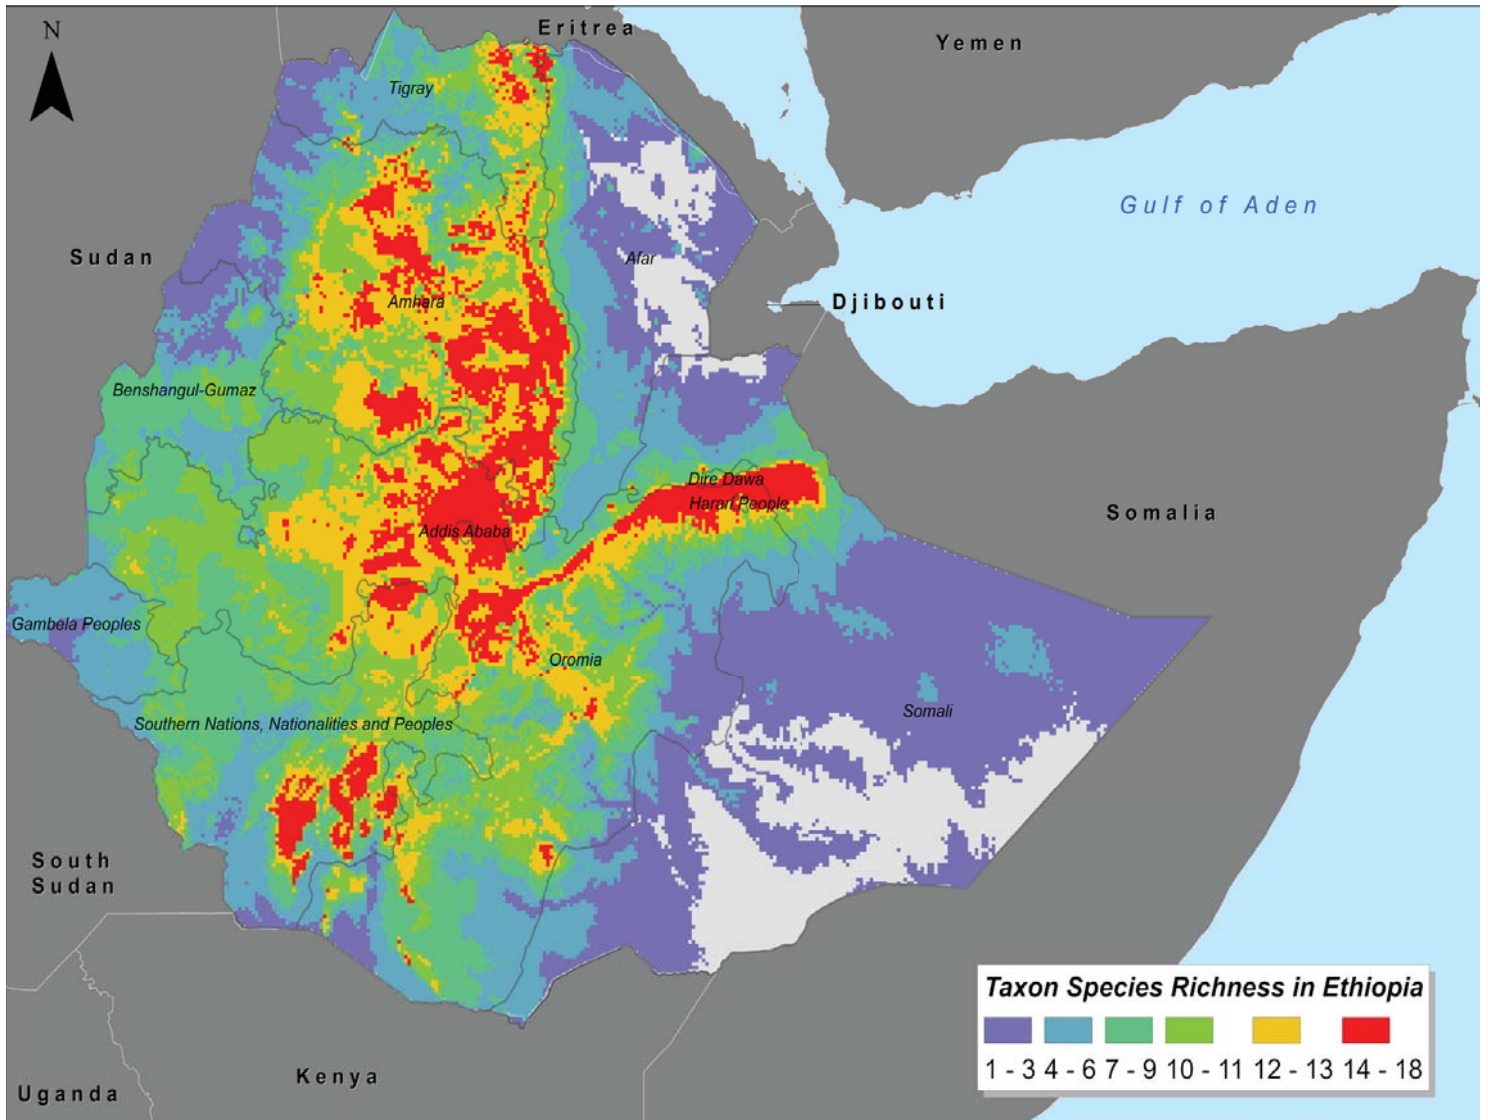 N
Eritrea
Yemen
Tigray
Gulf of Aden
Sudan
Afar
Amhara
Djibouti
Benshangul-Gumaz
Dire Dawa
Harari People
Somalia
Addis Ababa
Gambela Peoples
Oromia
Somali
Southern Nations, Nationalities and Peoples
South
Sudan
Kenya
Uganda
Taxon Species Richness in Ethiopia
1 - 3 4 - 6 7 - 9 10 - 11 12 - 13 14 - 18